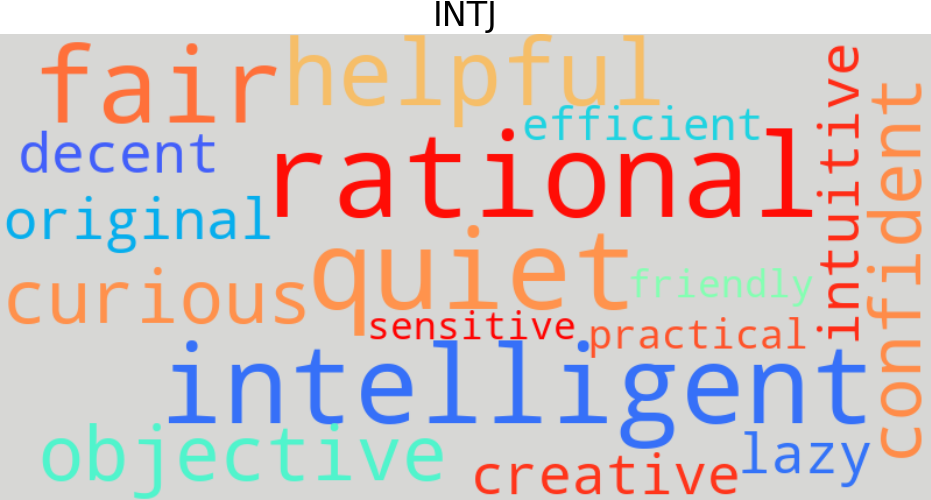 INTJ
fair
helpful
intuitive
confident
efficient
decent
rational
original
quiet
curious
friendly
sensitive
practical
intelligent
objective
creative
lazy